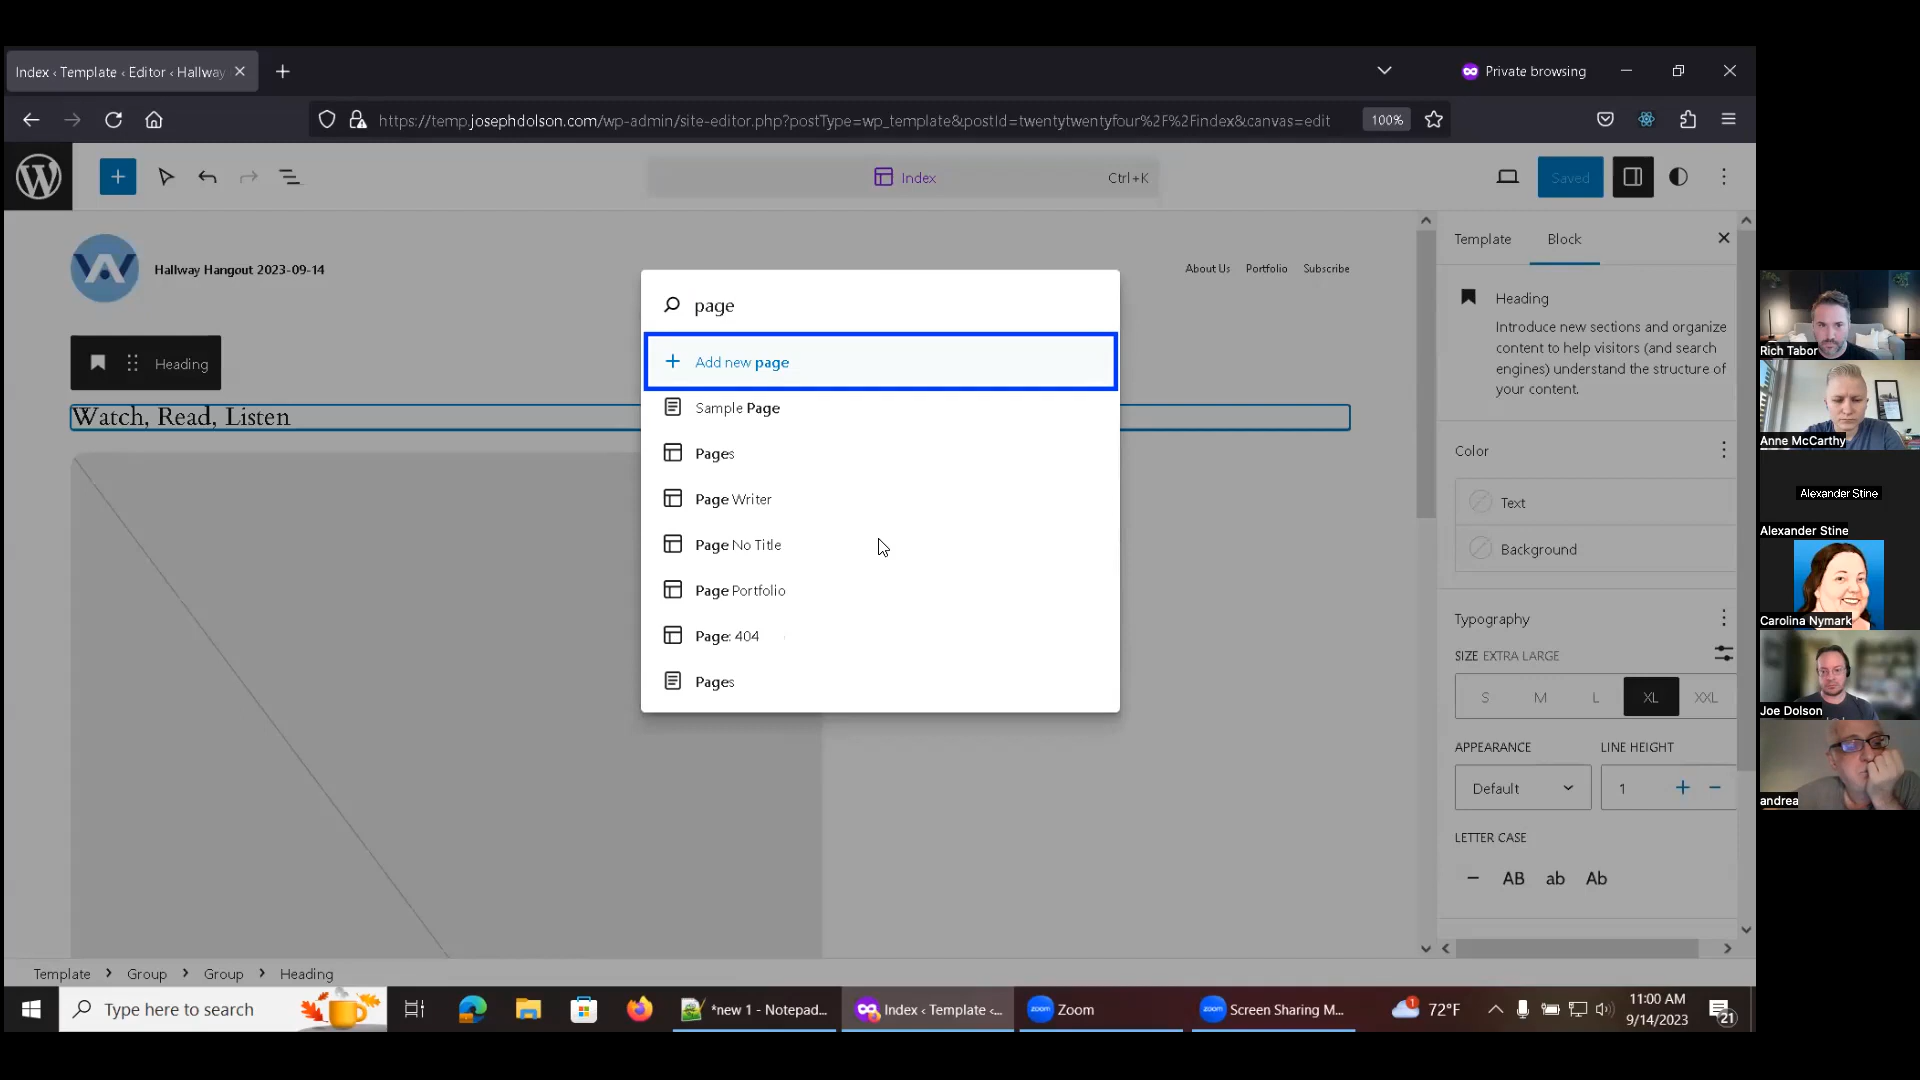 Index ‹ Template ‹ Editor ‹ Hallway
Private browsing
https://temp.josephdolson.com/wp-admin/site-editor.php?postType=wp_template&postId=twentytwentyfour%2F%2Findex&canvas=edit
100%
Index
Ctrl+K
Saved
Hallway Hangout 2023-09-14
About Us
Portfolio
Subscribe
Heading
Watch, Read, Listen
page
Add new page
Sample Page
Pages
Page Writer
Page No Title
Page Portfolio
Page: 404
Pages
Template
Block
Heading
Introduce new sections and organize
content to help visitors (and search
engines) understand the structure of
your content.
Color
Text
Background
Typography
SIZE EXTRA LARGE
S M L XL XXL
APPEARANCE
LINE HEIGHT
Default
1
LETTER CASE
AB ab Ab
Template > Group > Group > Heading
Rich Tabor
Anne McCarthy
Alexander Stine
Alexander Stine
Carolina Nymark
Joe Dolson
andrea
Type here to search
*new 1 - Notepad...
Index ‹ Template ‹...
zoom
Zoom
zoom
Screen Sharing M...
1
72°F
11:00 AM
9/14/2023
21